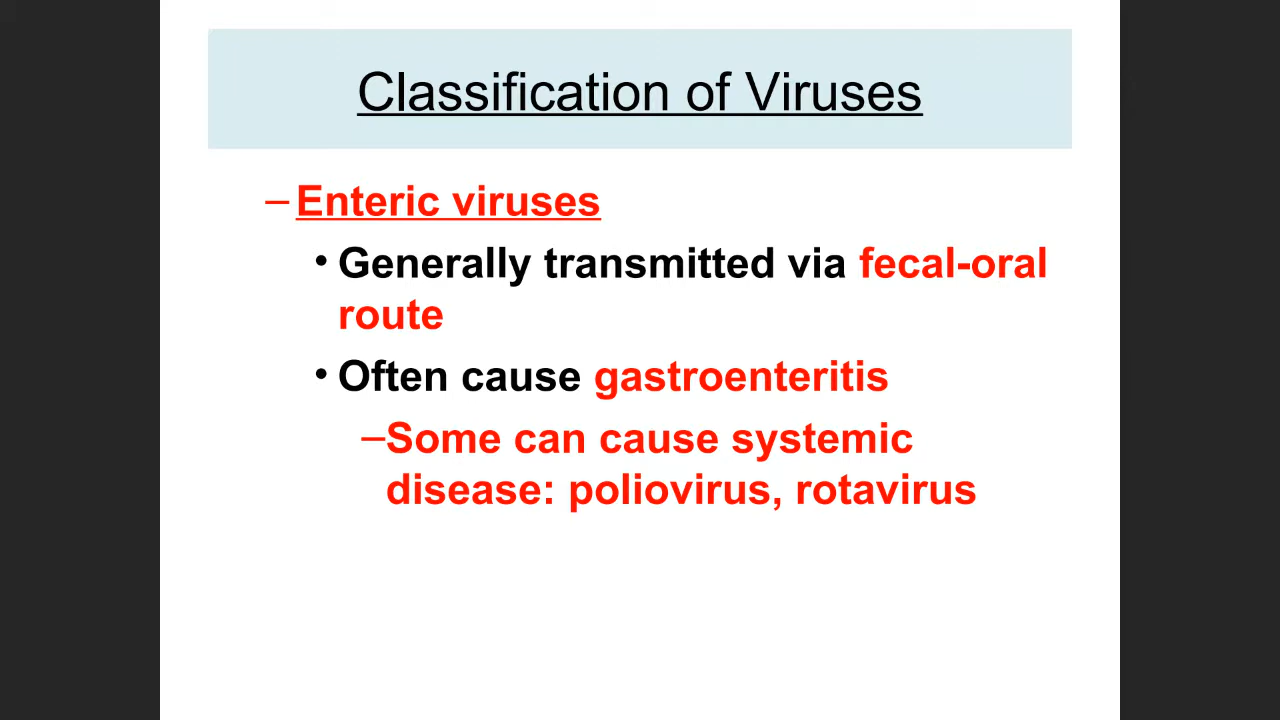 Classification of Viruses
– Enteric viruses
• Generally transmitted via fecal-oral
route
• Often cause gastroenteritis
–Some can cause systemic
disease: poliovirus, rotavirus